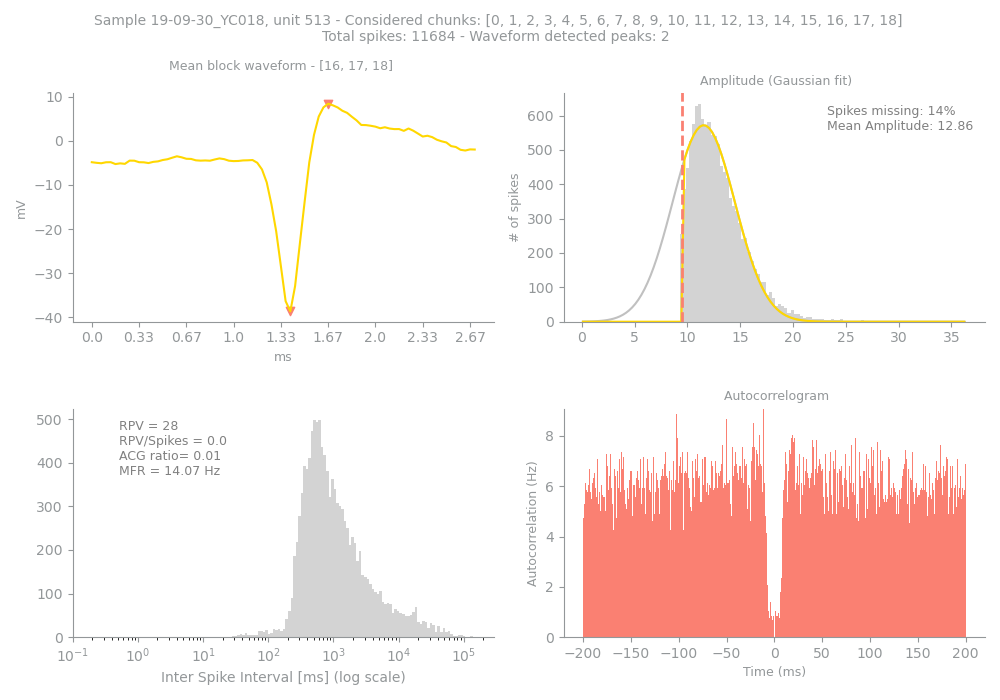 Sample 19-09-30_YC018, unit 513 - Considered chunks: [0, 1, 2, 3, 4, 5, 6, 7, 8, 9, 10, 11, 12, 13, 14, 15, 16, 17, 18]
Total spikes: 11684 - Waveform detected peaks: 2
Mean block waveform - [16, 17, 18]
10
0
−10
−20
−30
−40
mV
0.0 0.33 0.67 1.0 1.33 1.67 2.0 2.33 2.67
ms
Amplitude (Gaussian fit)
Spikes missing: 14%
Mean Amplitude: 12.86
600
500
400
300
200
100
0
# of spikes
0 5 10 15 20 25 30 35
500
400
300
200
100
0
RPV = 28
RPV/Spikes = 0.0
ACG ratio= 0.01
MFR = 14.07 Hz
10⁻¹ 10⁰ 10¹ 10² 10³ 10⁴ 10⁵
Inter Spike Interval [ms] (log scale)
Autocorrelogram
8
6
4
2
0
Autocorrelation (Hz)
−200 −150 −100 −50 0 50 100 150 200
Time (ms)